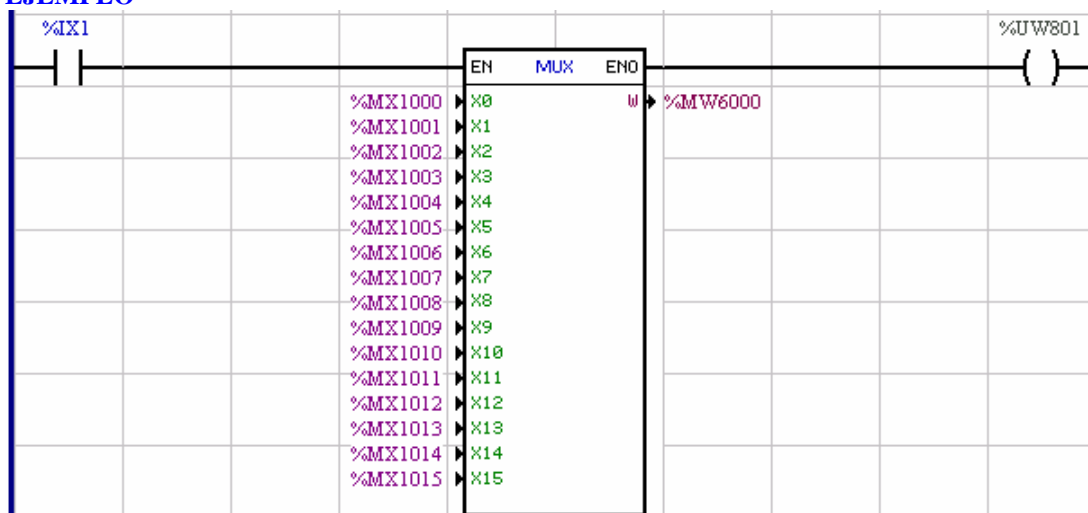 EJEMPLO
%IX1 %UW801
EN MUX ENO
%MX1000 X0 W %MW6000
%MX1001 X1
%MX1002 X2
%MX1003 X3
%MX1004 X4
%MX1005 X5
%MX1006 X6
%MX1007 X7
%MX1008 X8
%MX1009 X9
%MX1010 X10
%MX1011 X11
%MX1012 X12
%MX1013 X13
%MX1014 X14
%MX1015 X15